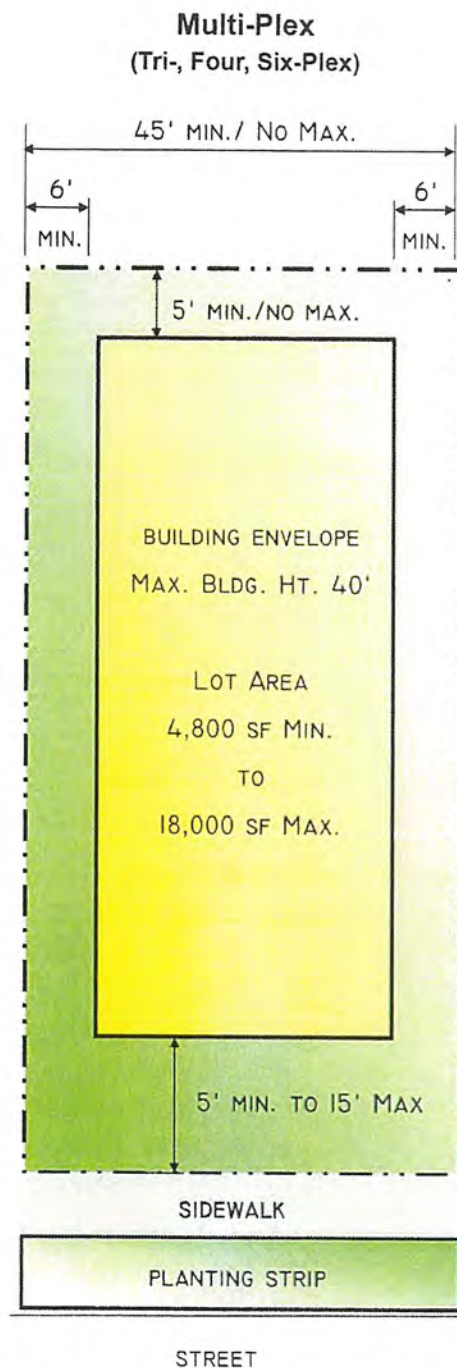 Multi-Plex
(Tri-, Four, Six-Plex)
45' MIN./ NO MAX.
6' 6'
MIN. MIN.
5' MIN./NO MAX.
BUILDING ENVELOPE
MAX. BLDG. HT. 40'
LOT AREA
4,800 SF MIN.
TO
18,000 SF MAX.
5' MIN. TO 15' MAX
SIDEWALK
PLANTING STRIP
STREET